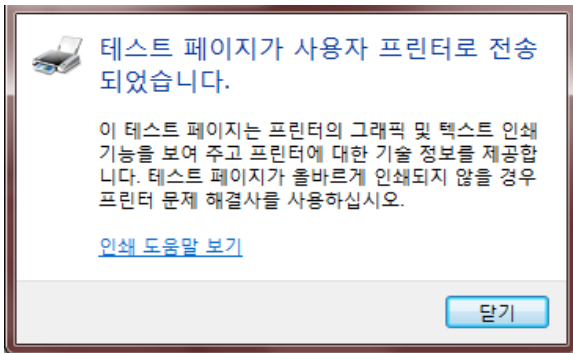 테스트 페이지가 사용자 프린터로 전송
되었습니다.
이 테스트 페이지는 프린터의 그래픽 및 텍스트 인쇄
기능을 보여 주고 프린터에 대한 기술 정보를 제공합
니다. 테스트 페이지가 올바르게 인쇄되지 않을 경우
프린터 문제 해결사를 사용하십시오.
인쇄 도움말 보기
닫기